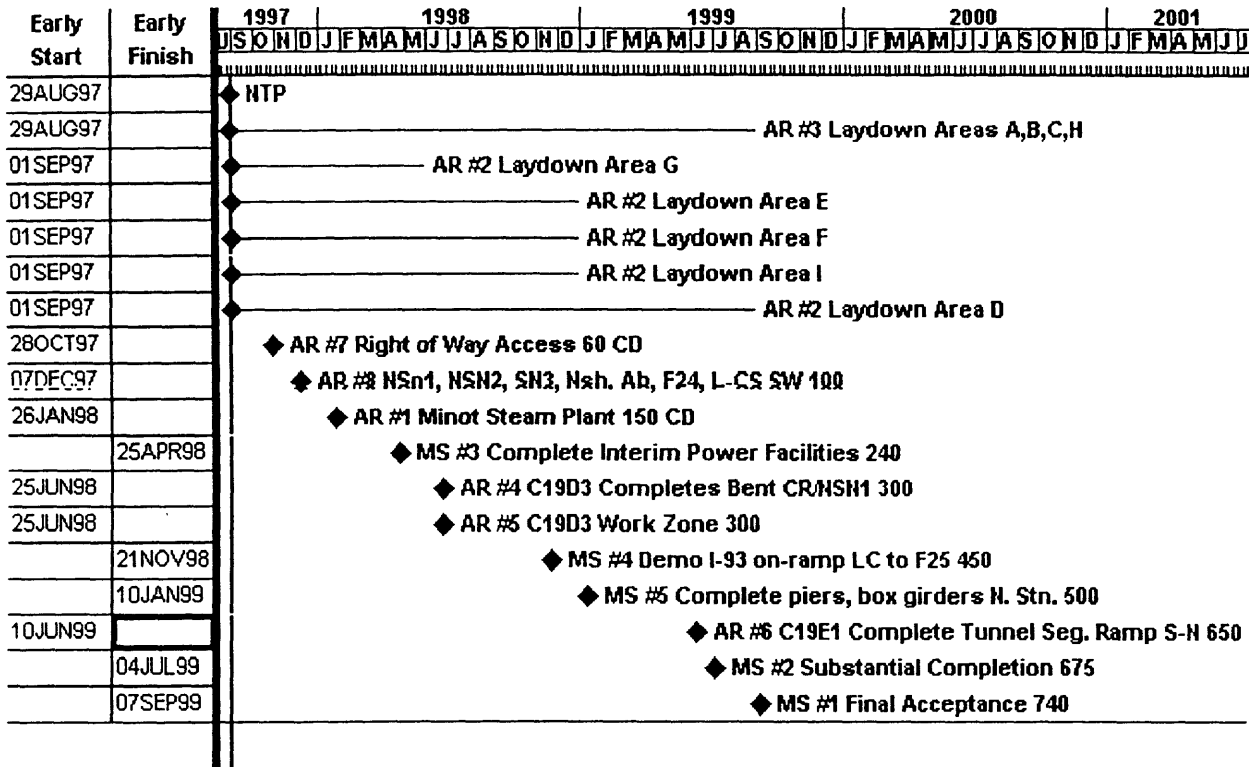 Early Start Early Finish 1997 1998 1999 2000 2001
J S O N D J F M A M J J A S O N D J F M A M J J A S O N D J F M A M J J A S O N D J F M A M J J
29AUG97 NTP
29AUG97 AR #3 Laydown Areas A,B,C,H
01SEP97 AR #2 Laydown Area G
01SEP97 AR #2 Laydown Area E
01SEP97 AR #2 Laydown Area F
01SEP97 AR #2 Laydown Area I
01SEP97 AR #2 Laydown Area D
28OCT97 AR #7 Right of Way Access 60 CD
07DEC97 AR #8 NSn1, NSN2, SN3, Nsh. Ab, F24, L-CS SW 100
26JAN98 AR #1 Minot Steam Plant 150 CD
25APR98 MS #3 Complete Interim Power Facilities 240
25JUN98 AR #4 C19D3 Completes Bent CR/NSN1 300
25JUN98 AR #5 C19D3 Work Zone 300
21NOV98 MS #4 Demo I-93 on-ramp LC to F25 450
10JAN99 MS #5 Complete piers, box girders N. Stn. 500
10JUN99 AR #6 C19E1 Complete Tunnel Seg. Ramp S-N 650
04JUL99 MS #2 Substantial Completion 675
07SEP99 MS #1 Final Acceptance 740